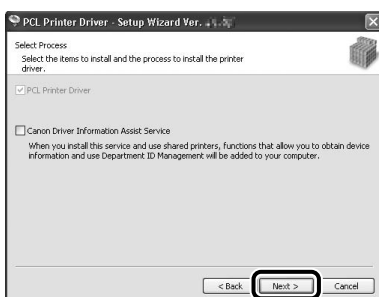 PCL Printer Driver - Setup Wizard Ver.
Select Process
Select the items to install and the process to install the printer
driver.
PCL Printer Driver
Canon Driver Information Assist Service
When you install this service and use shared printers, functions that allow you to obtain device
information and use Department ID Management will be added to your computer.
< Back
Next >
Cancel